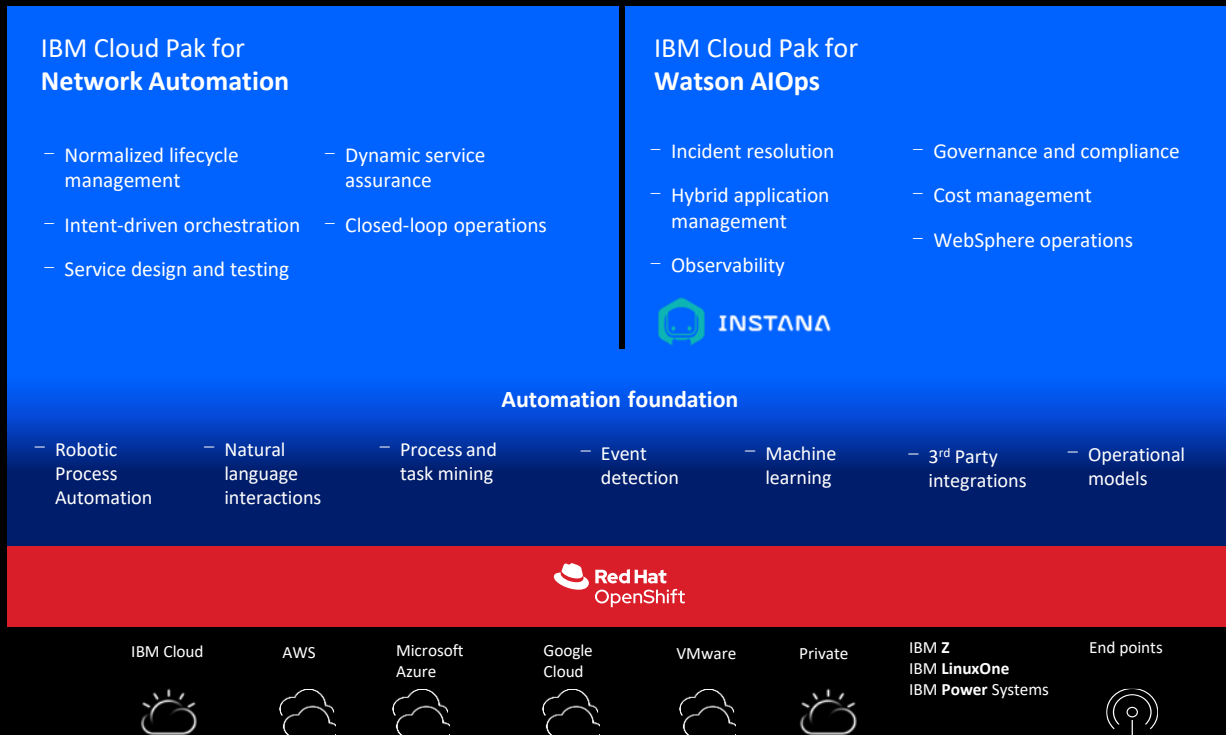 IBM Cloud Pak for
Network Automation
– Normalized lifecycle
management
– Intent-driven orchestration
– Service design and testing
– Dynamic service
assurance
– Closed-loop operations
IBM Cloud Pak for
Watson AIOps
– Incident resolution
– Hybrid application
management
– Observability
INSTANA
– Governance and compliance
– Cost management
– WebSphere operations
Automation foundation
– Robotic
Process
Automation
– Natural
language
interactions
– Process and
task mining
– Event
detection
– Machine
learning
– 3rd Party
integrations
– Operational
models
Red Hat
OpenShift
IBM Cloud
AWS
Microsoft
Azure
Google
Cloud
VMware
Private
IBM Z
IBM LinuxOne
IBM Power Systems
End points